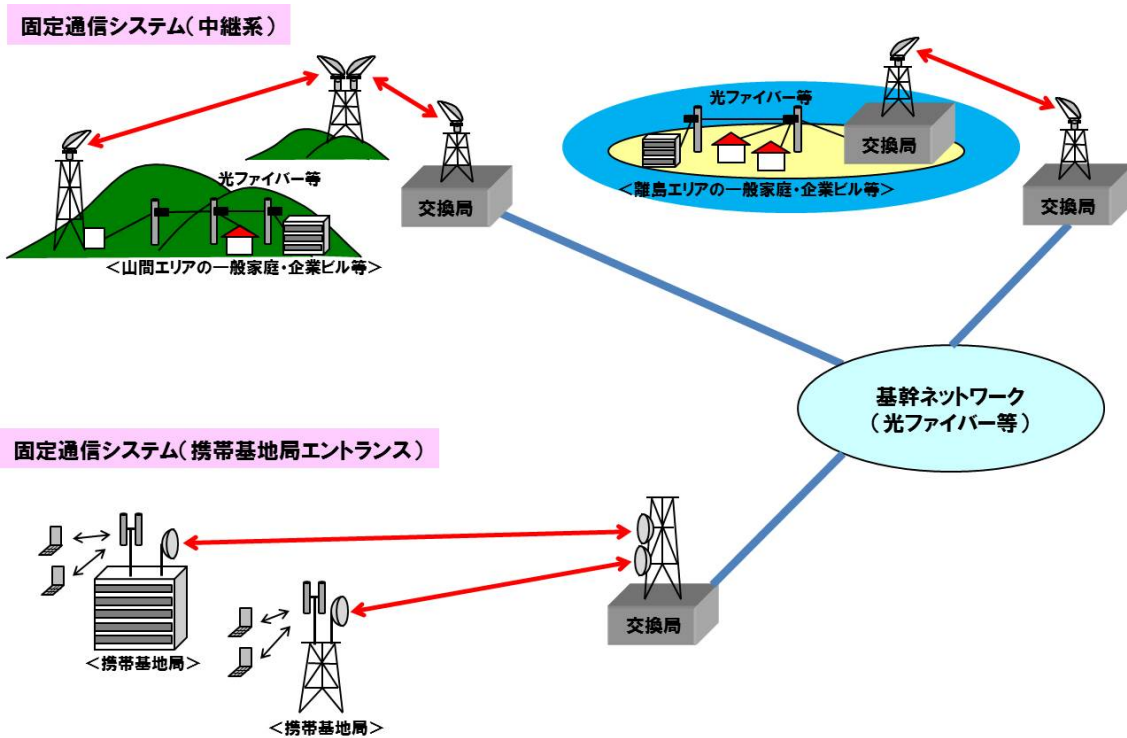 固定通信システム(中継系)
光ファイバー等
交換局
<山間エリアの一般家庭・企業ビル等>
光ファイバー等
交換局
<離島エリアの一般家庭・企業ビル等>
交換局
基幹ネットワーク
(光ファイバー等)
固定通信システム(携帯基地局エントランス)
交換局
<携帯基地局>
<携帯基地局>